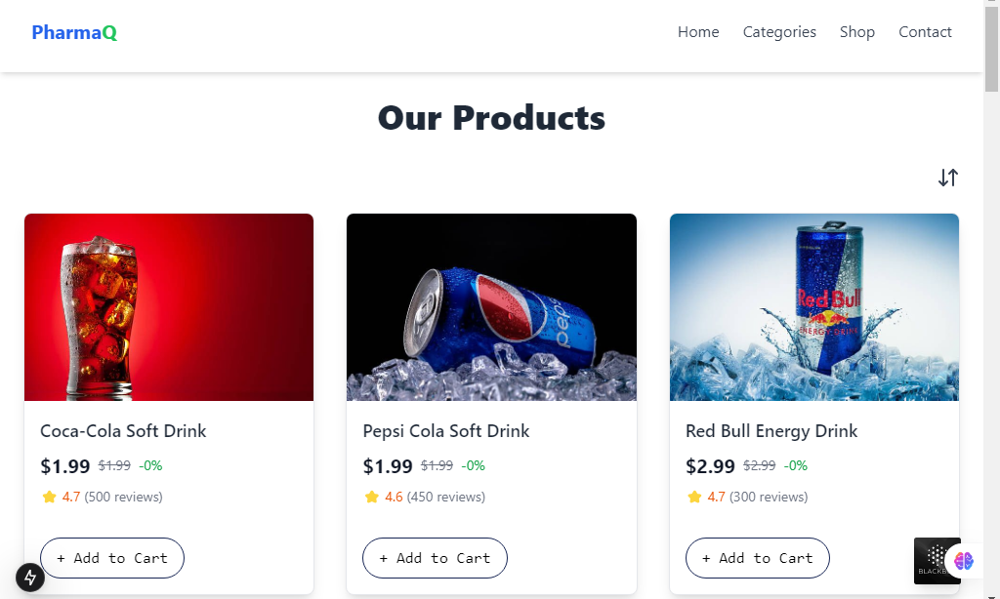 PharmaQ
Home Categories Shop Contact
Our Products
pepsi
Red Bull
ENERGY DRINK
Coca-Cola Soft Drink
$1.99 $1.99 -0%
4.7 (500 reviews)
+ Add to Cart
Pepsi Cola Soft Drink
$1.99 $1.99 -0%
4.6 (450 reviews)
+ Add to Cart
Red Bull Energy Drink
$2.99 $2.99 -0%
4.7 (300 reviews)
+ Add to Cart